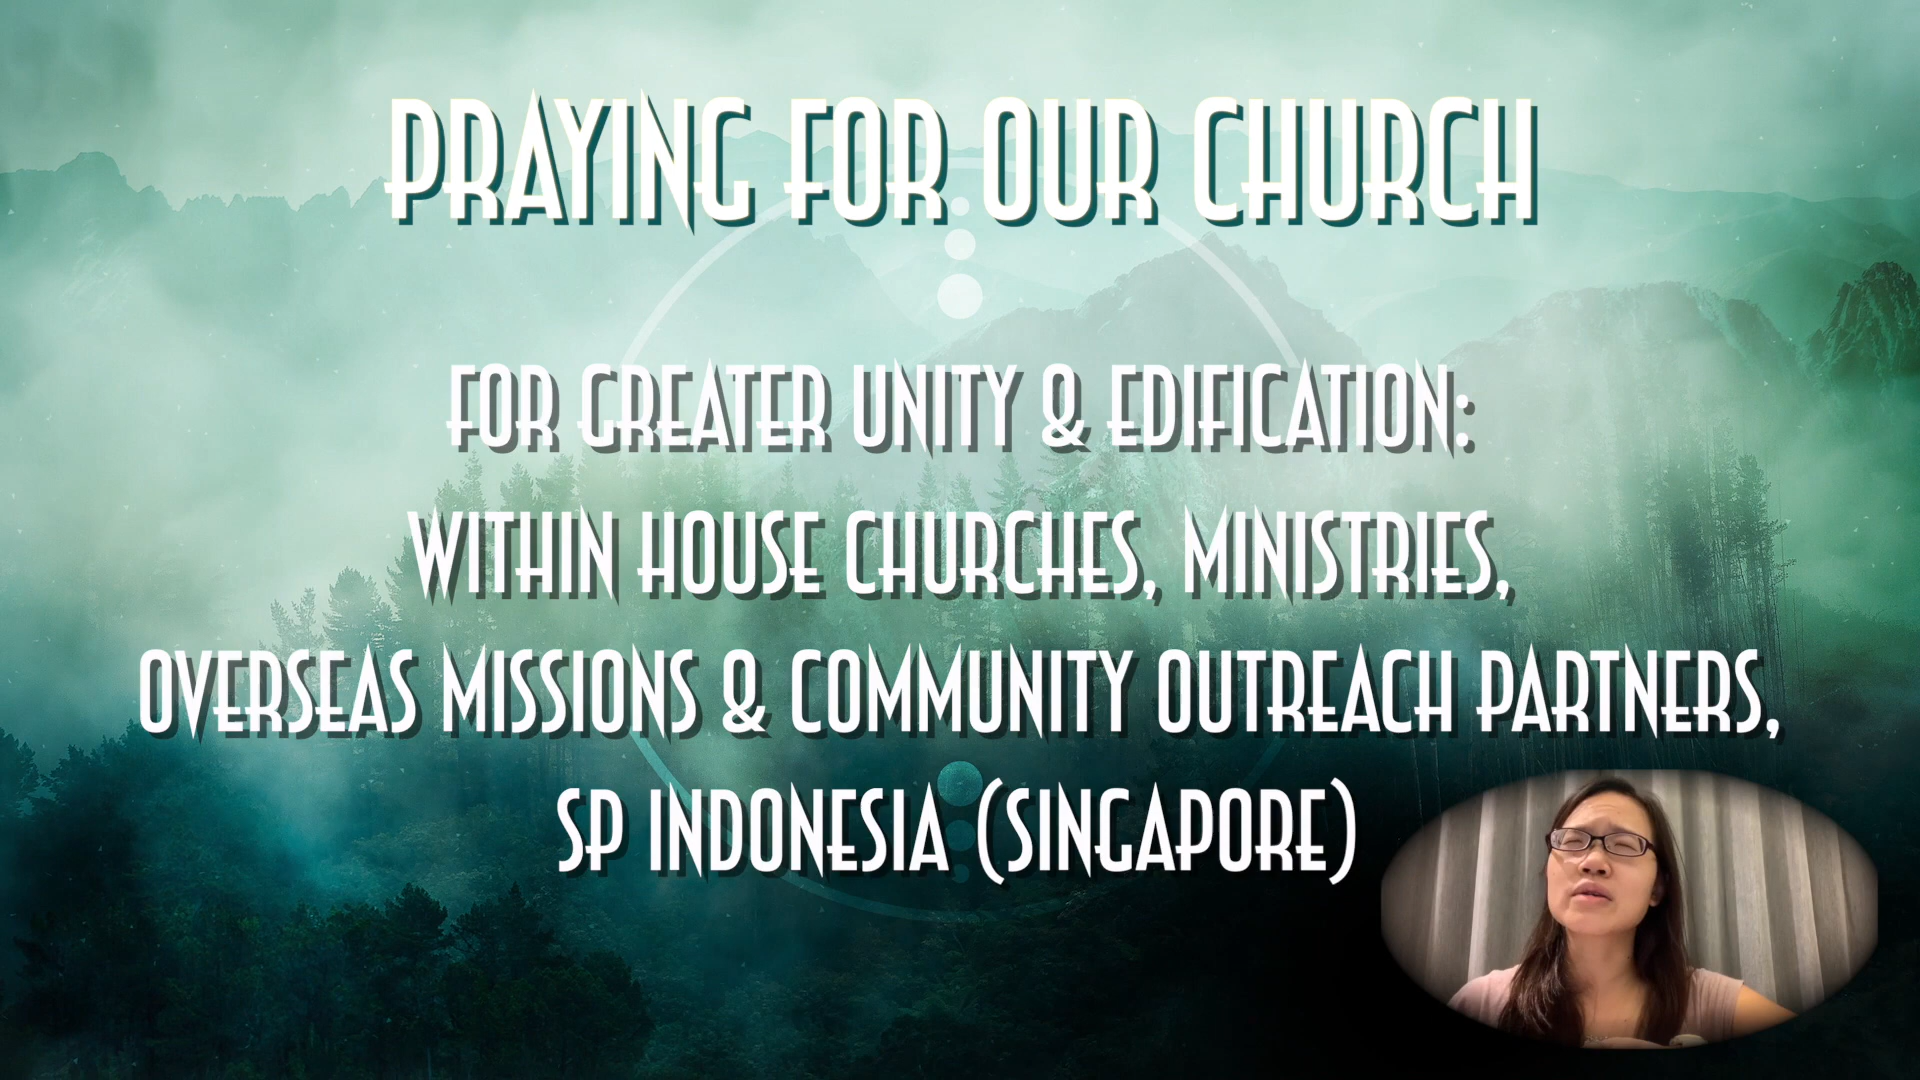 PRAYING FOR OUR CHURCH
FOR GREATER UNITY & EDIFICATION:
WITHIN HOUSE CHURCHES, MINISTRIES,
OVERSEAS MISSIONS & COMMUNITY OUTREACH PARTNERS,
SP INDONESIA (SINGAPORE)